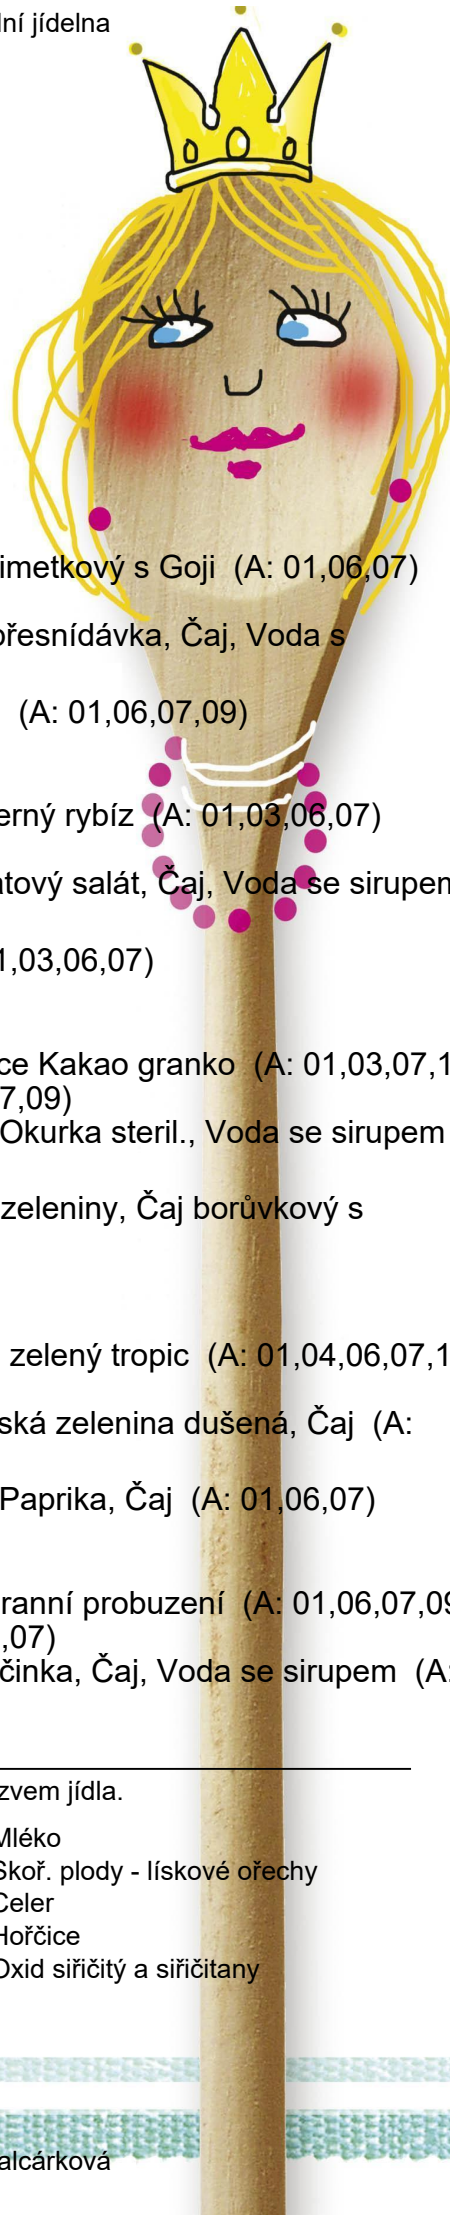 lní jídelna
imetkový s Goji (A: 01,06,07)
přesnídávka, Čaj, Voda s
(A: 01,06,07,09)
erný rybíz (A: 01,03,06,07)
atový salát, Čaj, Voda se sirupem
1,03,06,07)
ce Kakao granko (A: 01,03,07,1
7,09)
Okurka steril., Voda se sirupem
zeleniny, Čaj borůvkový s
zelený tropic (A: 01,04,06,07,1
ská zelenina dušená, Čaj (A:
Paprika, Čaj (A: 01,06,07)
ranní probuzení (A: 01,06,07,09
,07)
činka, Čaj, Voda se sirupem (A:
zvem jídla.
Mléko
Skoř. plody - lískové ořechy
Celer
Hořčice
Oxid siřičitý a siřičitany
alcárková